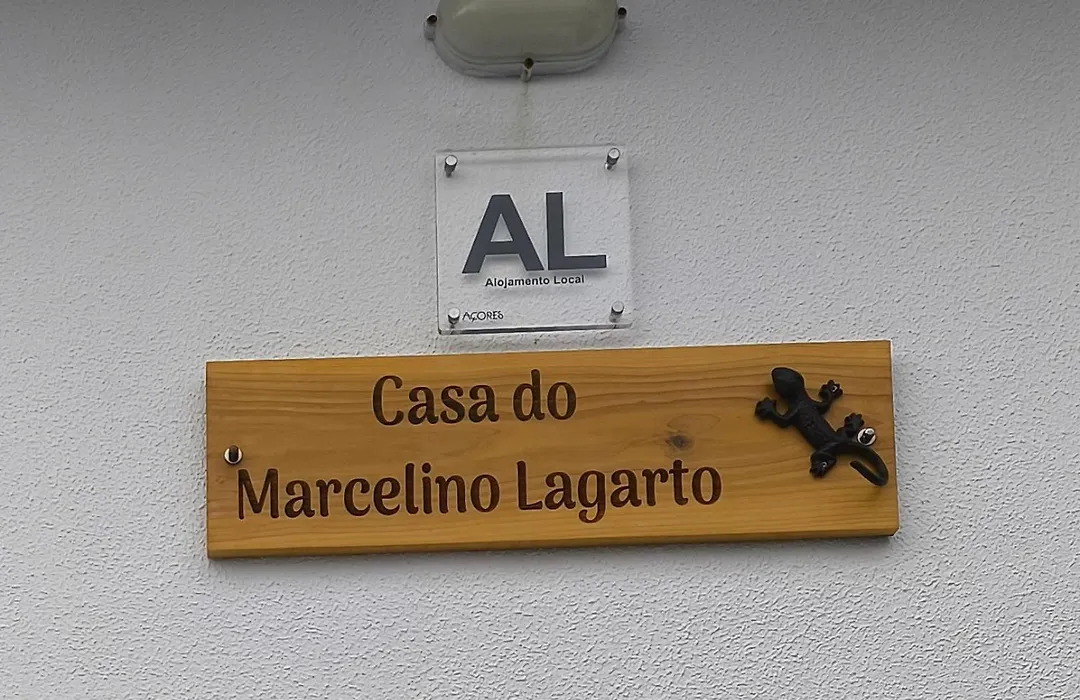 AL
Alojamento Local
AÇORES
Casa do
Marcelino Lagarto